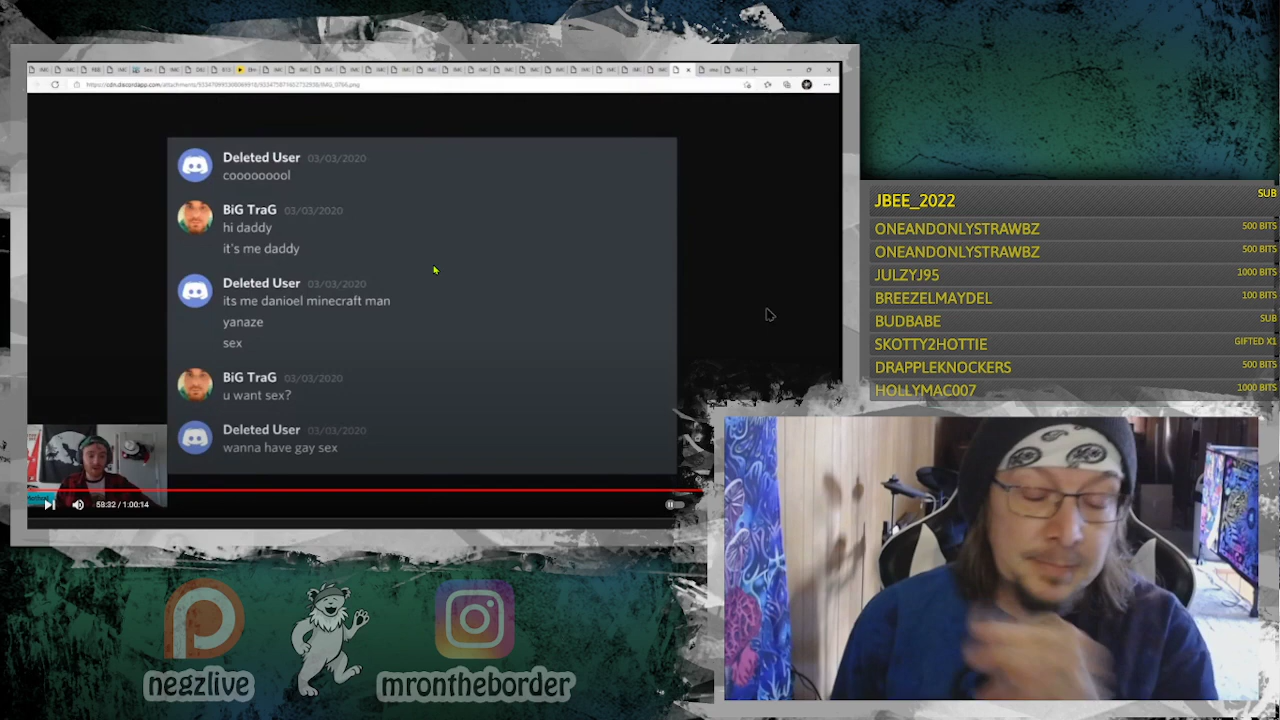 Deleted User 03/03/2020
cooooooool
BiG TraG 03/03/2020
hi daddy
it's me daddy
Deleted User 03/03/2020
its me danioel minecraft man
yanaze
sex
BiG TraG 03/03/2020
u want sex?
Deleted User 03/03/2020
wanna have gay sex
59:32 / 1:00:14
JBEE_2022 SUB
ONEANDONLYSTRAWBZ 500 BITS
ONEANDONLYSTRAWBZ 500 BITS
JULZYJ95 1000 BITS
BREEZELMAYDEL 100 BITS
BUDBABE SUB
SKOTTY2HOTTIE GIFTED X1
DRAPPLEKNOCKERS 500 BITS
HOLLYMAC007 1000 BITS
negzlive
mrontheborder